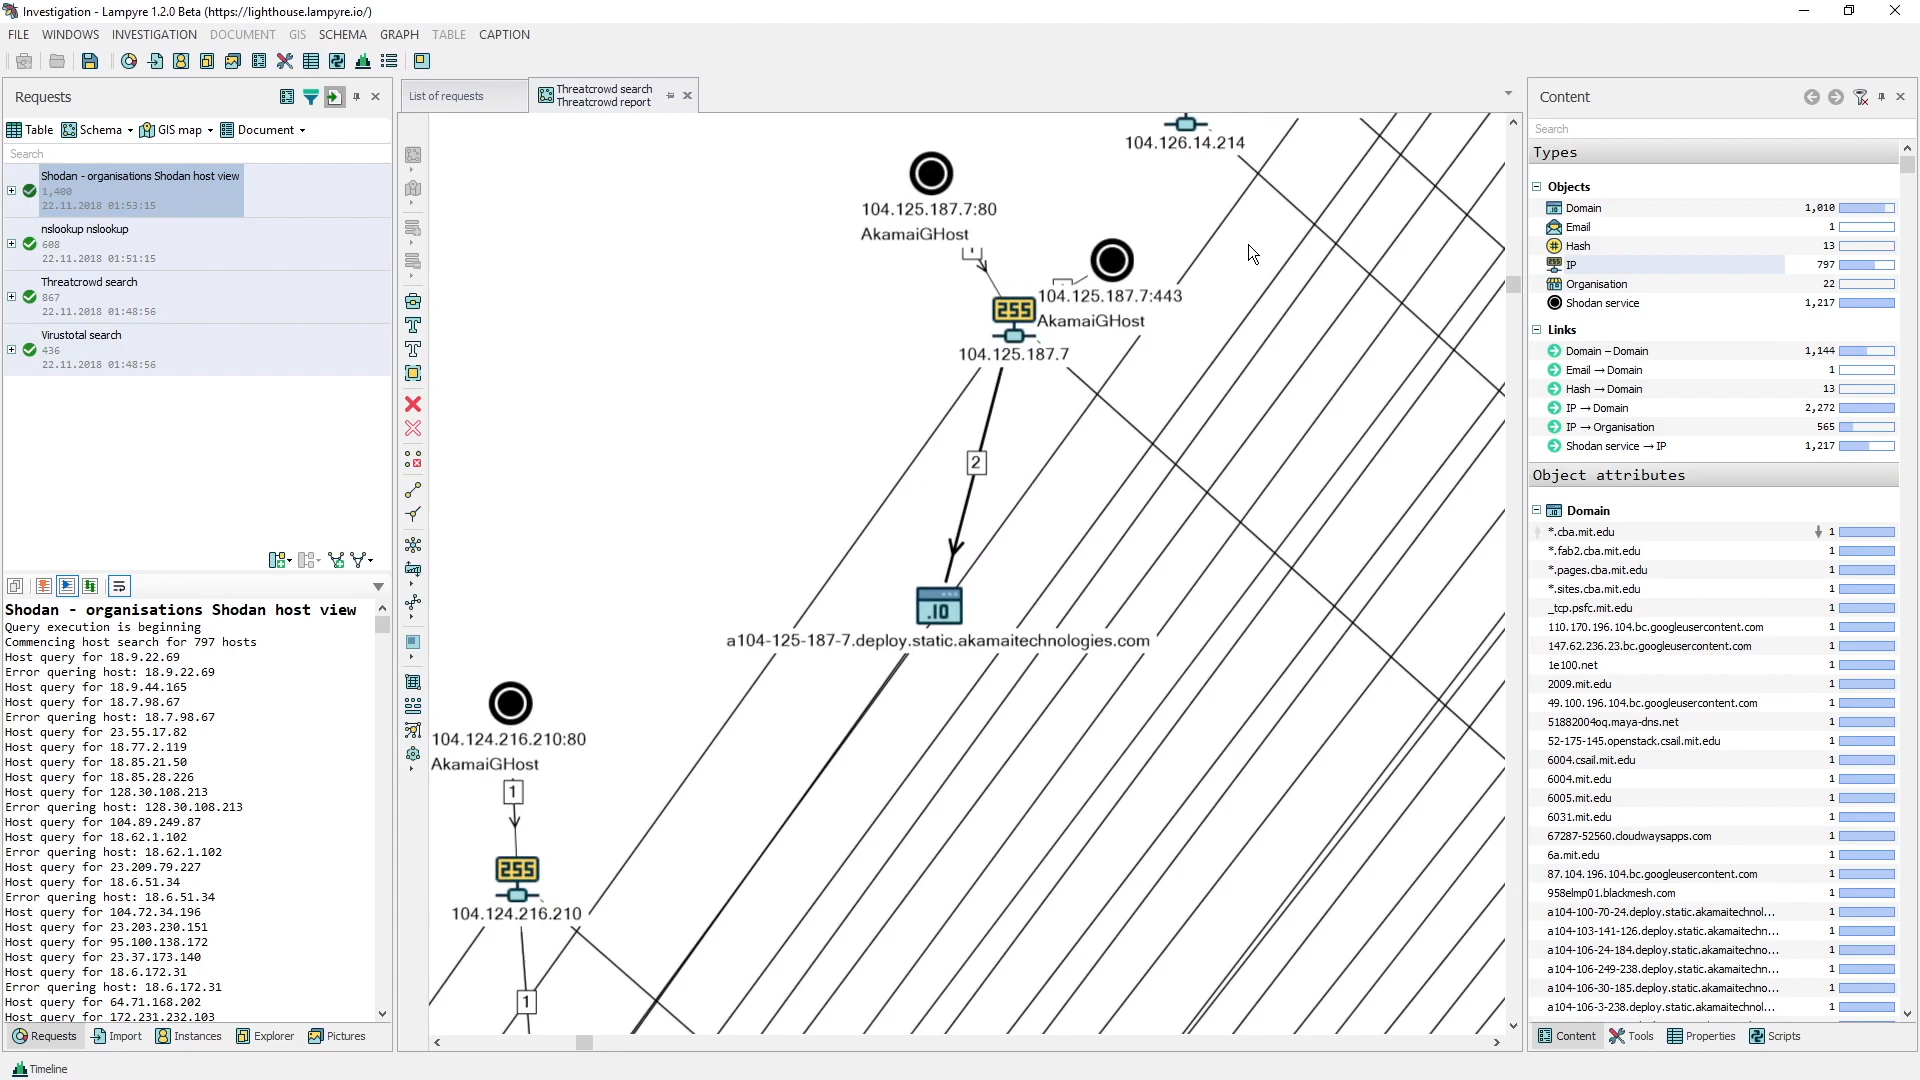 Investigation - Lampyre 1.2.0 Beta (https://lighthouse.lampyre.io/)
FILE WINDOWS INVESTIGATION DOCUMENT GIS SCHEMA GRAPH TABLE CAPTION
Requests
Table Schema GIS map Document
Search
Shodan - organisations Shodan host view
1,400
22.11.2018 01:53:15
nslookup nslookup
608
22.11.2018 01:51:15
Threatcrowd search
867
22.11.2018 01:48:56
Virustotal search
436
22.11.2018 01:48:56
Shodan - organisations Shodan host view
Query execution is beginning
Commencing host search for 797 hosts
Host query for 18.9.22.69
Error quering host: 18.9.22.69
Host query for 18.9.44.165
Host query for 18.7.98.67
Error quering host: 18.7.98.67
Host query for 23.55.17.82
Host query for 18.77.2.119
Host query for 18.85.21.50
Host query for 18.85.28.226
Host query for 128.30.108.213
Error quering host: 128.30.108.213
Host query for 104.89.249.87
Host query for 18.62.1.102
Error quering host: 18.62.1.102
Host query for 23.209.79.227
Host query for 18.6.51.34
Error quering host: 18.6.51.34
Host query for 104.72.34.196
Host query for 23.203.230.151
Host query for 95.100.138.172
Host query for 23.37.173.140
Host query for 18.6.172.31
Error quering host: 18.6.172.31
Host query for 64.71.168.202
Host query for 172.231.232.103
Requests Import Instances Explorer Pictures
Timeline
List of requests
Threatcrowd search
Threatcrowd report
104.126.14.214
104.125.187.7:80
AkamaiGHost
104.125.187.7:443
AkamaiGHost
255
104.125.187.7
2
.IO
a104-125-187-7.deploy.static.akamaitechnologies.com
104.124.216.210:80
AkamaiGHost
1
255
104.124.216.210
1
Content
Search
Types
Objects
Domain 1,010
Email 1
Hash 13
IP 797
Organisation 22
Shodan service 1,217
Links
Domain – Domain 1,144
Email → Domain 1
Hash → Domain 13
IP → Domain 2,272
IP → Organisation 565
Shodan service → IP 1,217
Object attributes
Domain
*.cba.mit.edu 1
*.fab2.cba.mit.edu 1
*.pages.cba.mit.edu 1
*.sites.cba.mit.edu 1
_tcp.psfc.mit.edu 1
110.170.196.104.bc.googleusercontent.com 1
147.62.236.23.bc.googleusercontent.com 1
1e100.net 1
2009.mit.edu 1
49.100.196.104.bc.googleusercontent.com 1
51882004oq.maya-dns.net 1
52-175-145.openstack.csail.mit.edu 1
6004.csail.mit.edu 1
6004.mit.edu 1
6005.mit.edu 1
6031.mit.edu 1
67287-52560.cloudwaysapps.com 1
6a.mit.edu 1
87.104.196.104.bc.googleusercontent.com 1
958elmp01.blackmesh.com 1
a104-100-70-24.deploy.static.akamaitechnol... 1
a104-103-141-126.deploy.static.akamaitechn... 1
a104-106-24-184.deploy.static.akamaitechno... 1
a104-106-249-238.deploy.static.akamaitechn... 1
a104-106-30-185.deploy.static.akamaitechno... 1
a104-106-3-238.deploy.static.akamaitechnol... 1
Content Tools Properties Scripts